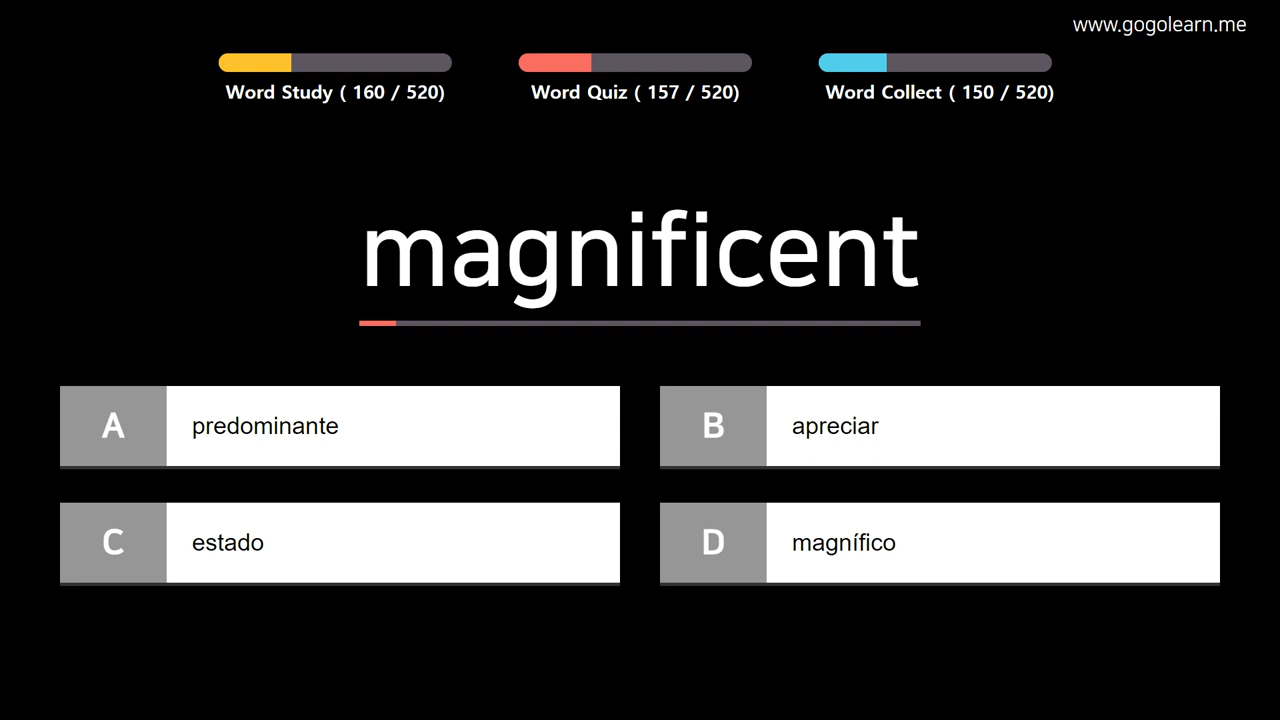 www.gogolearn.me
Word Study ( 160 / 520)
Word Quiz ( 157 / 520)
Word Collect ( 150 / 520)
magnificent
A predominante
B apreciar
C estado
D magnífico